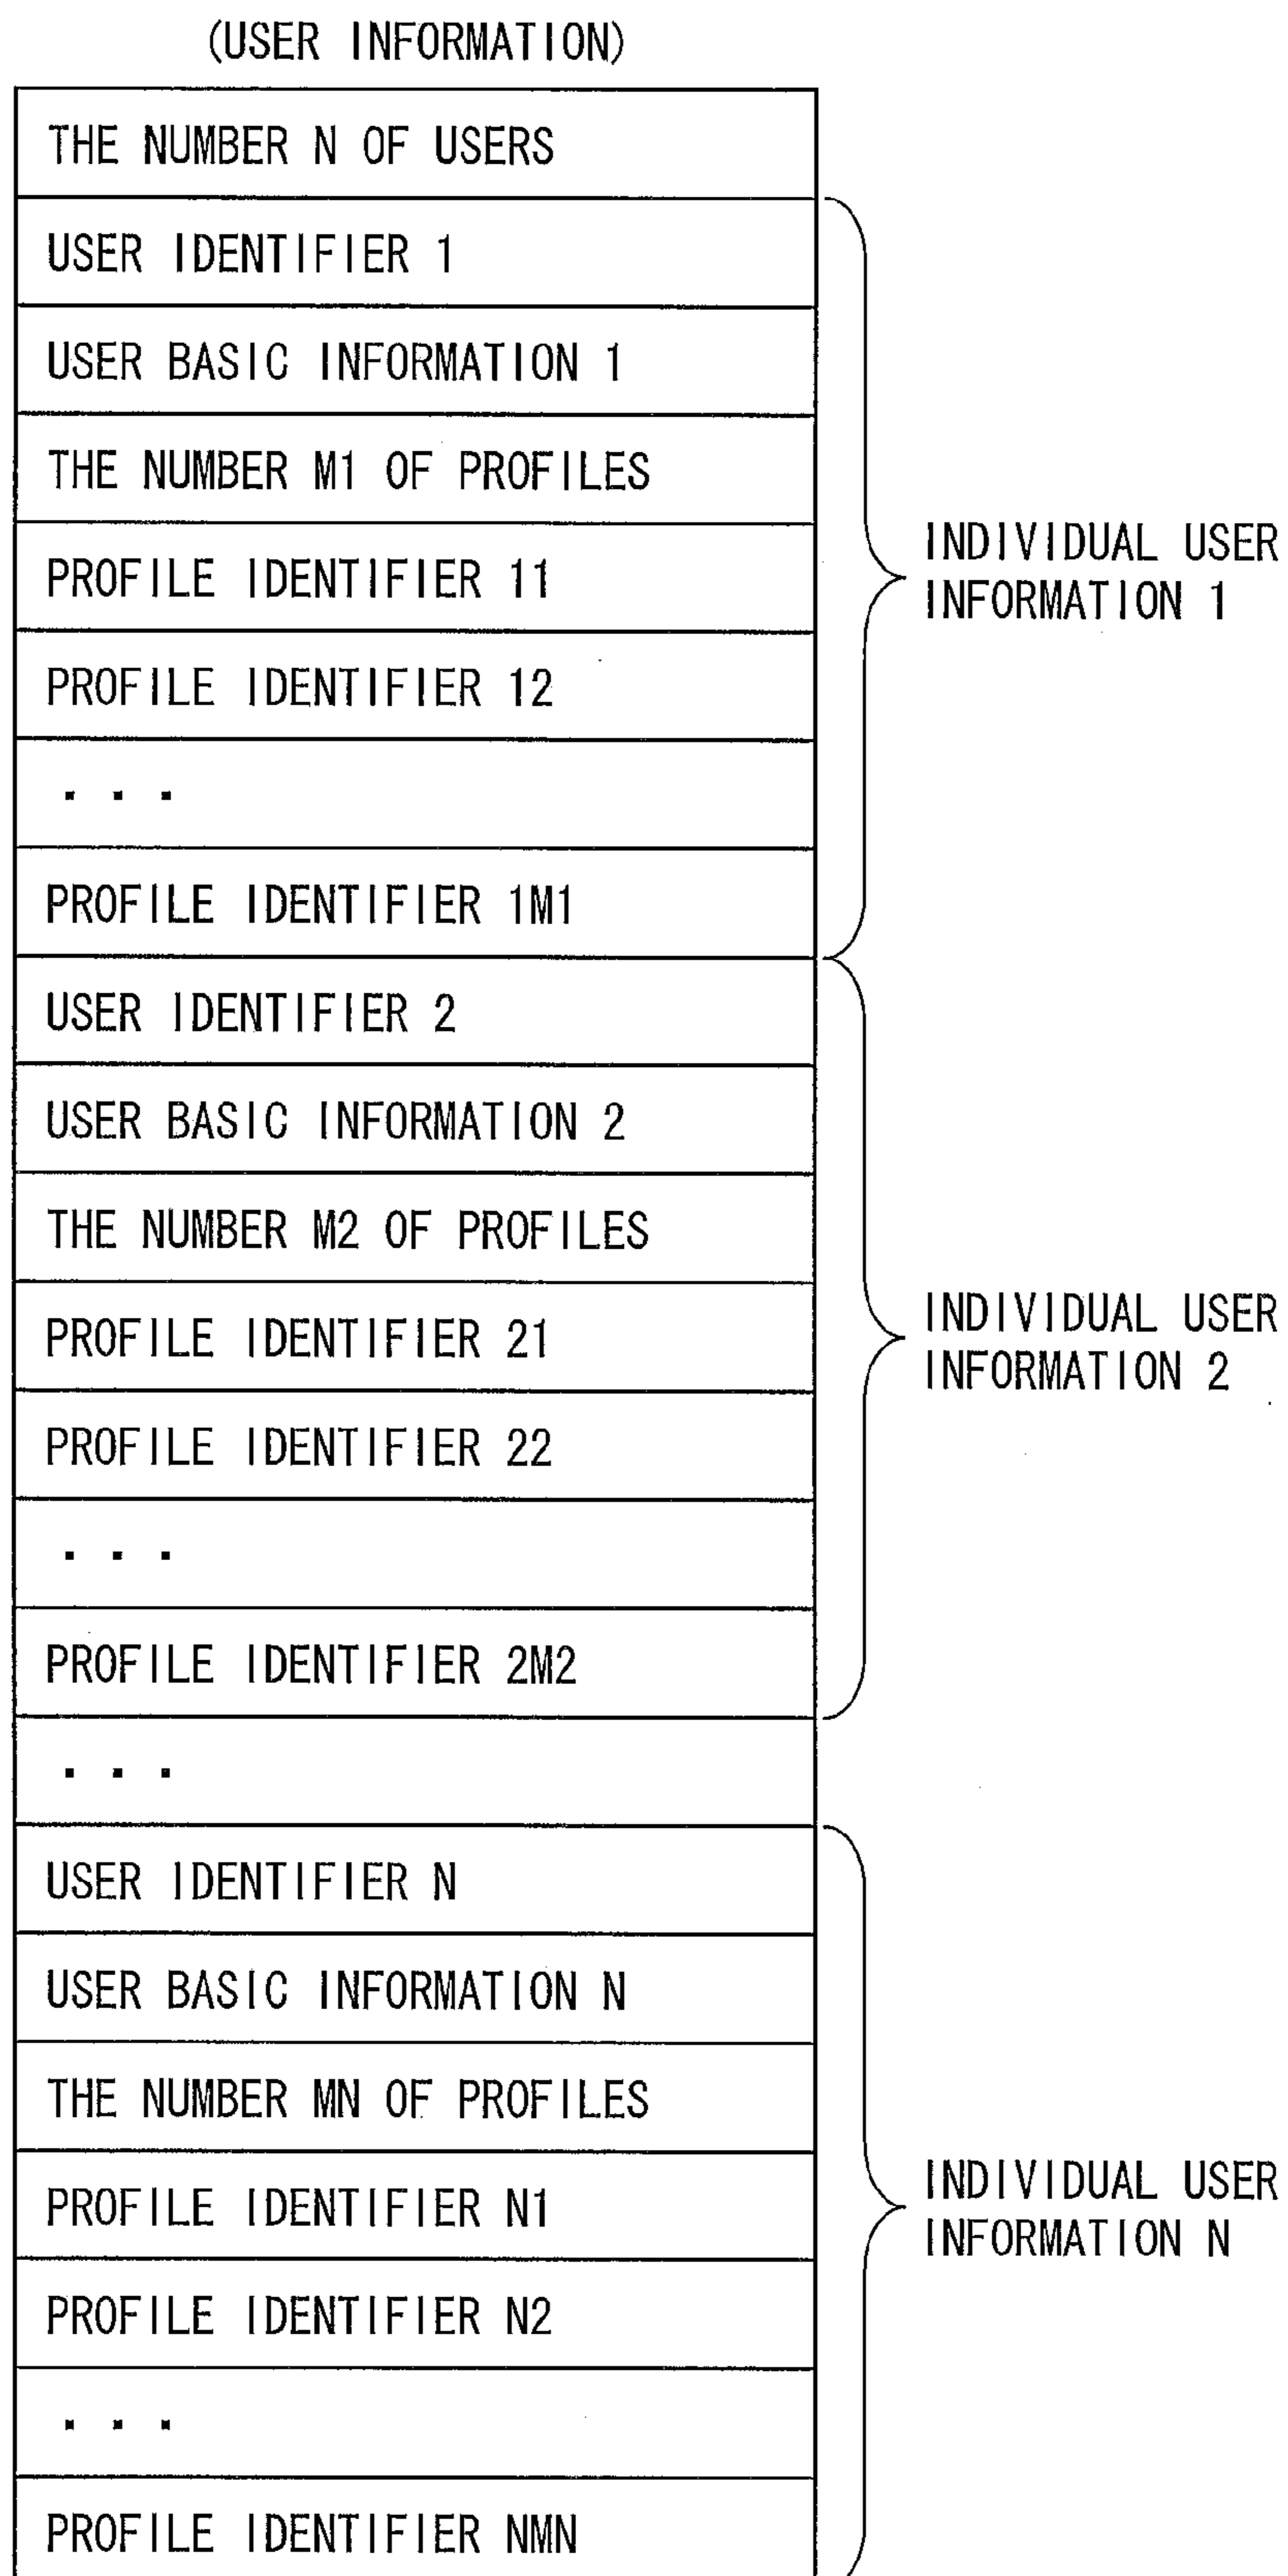 (USER INFORMATION)
THE NUMBER N OF USERS
USER IDENTIFIER 1
USER BASIC INFORMATION 1
THE NUMBER M1 OF PROFILES
PROFILE IDENTIFIER 11
PROFILE IDENTIFIER 12
...
PROFILE IDENTIFIER 1M1
INDIVIDUAL USER
INFORMATION 1
USER IDENTIFIER 2
USER BASIC INFORMATION 2
THE NUMBER M2 OF PROFILES
PROFILE IDENTIFIER 21
PROFILE IDENTIFIER 22
...
PROFILE IDENTIFIER 2M2
INDIVIDUAL USER
INFORMATION 2
...
USER IDENTIFIER N
USER BASIC INFORMATION N
THE NUMBER MN OF PROFILES
PROFILE IDENTIFIER N1
PROFILE IDENTIFIER N2
...
PROFILE IDENTIFIER NMN
INDIVIDUAL USER
INFORMATION N